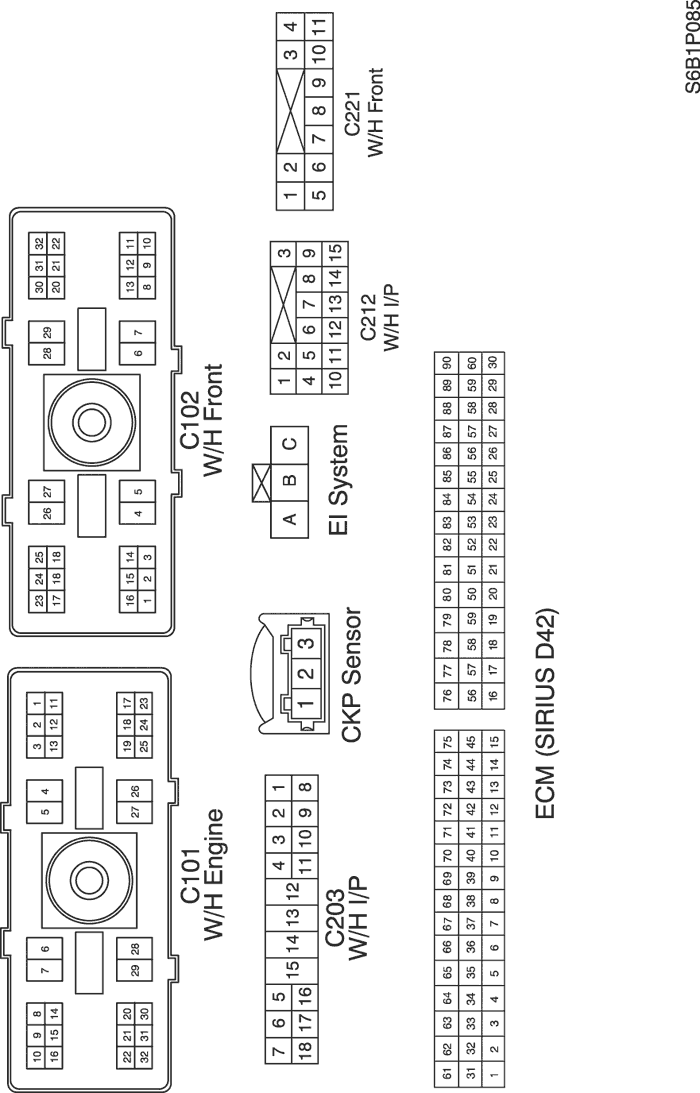 10 9 8 7 6 5 4 3 2 1
16 15 14 13 12 11
22 21 20 29 28 27 26 19 18 17
32 31 30 25 24 23
C101
W/H Engine
23 24 25 26 27 28 29 30 31 32
17 18 18 20 21 22
16 15 14 4 5 6 7 13 12 11
1 2 3 8 9 10
C102
W/H Front
7 6 5 4 3 2 1
15 14 13 12
18 17 16 11 10 9 8
C203
W/H I/P
1 2 3
CKP Sensor
A B C
EI System
1 2 3
4 5 6 7 8 9
10 11 12 13 14 15
C212
W/H I/P
1 2 3 4
5 6 7 8 9 10 11
C221
W/H Front
61 62 63 64 65 66 67 68 69 70 71 72 73 74 75
31 32 33 34 35 36 37 38 39 40 41 42 43 44 45
1 2 3 4 5 6 7 8 9 10 11 12 13 14 15
76 77 78 79 80 81 82 83 84 85 86 87 88 89 90
56 57 58 59 50 51 52 53 54 55 56 57 58 59 60
16 17 18 19 20 21 22 23 24 25 26 27 28 29 30
ECM (SIRIUS D42)
S6B1P085